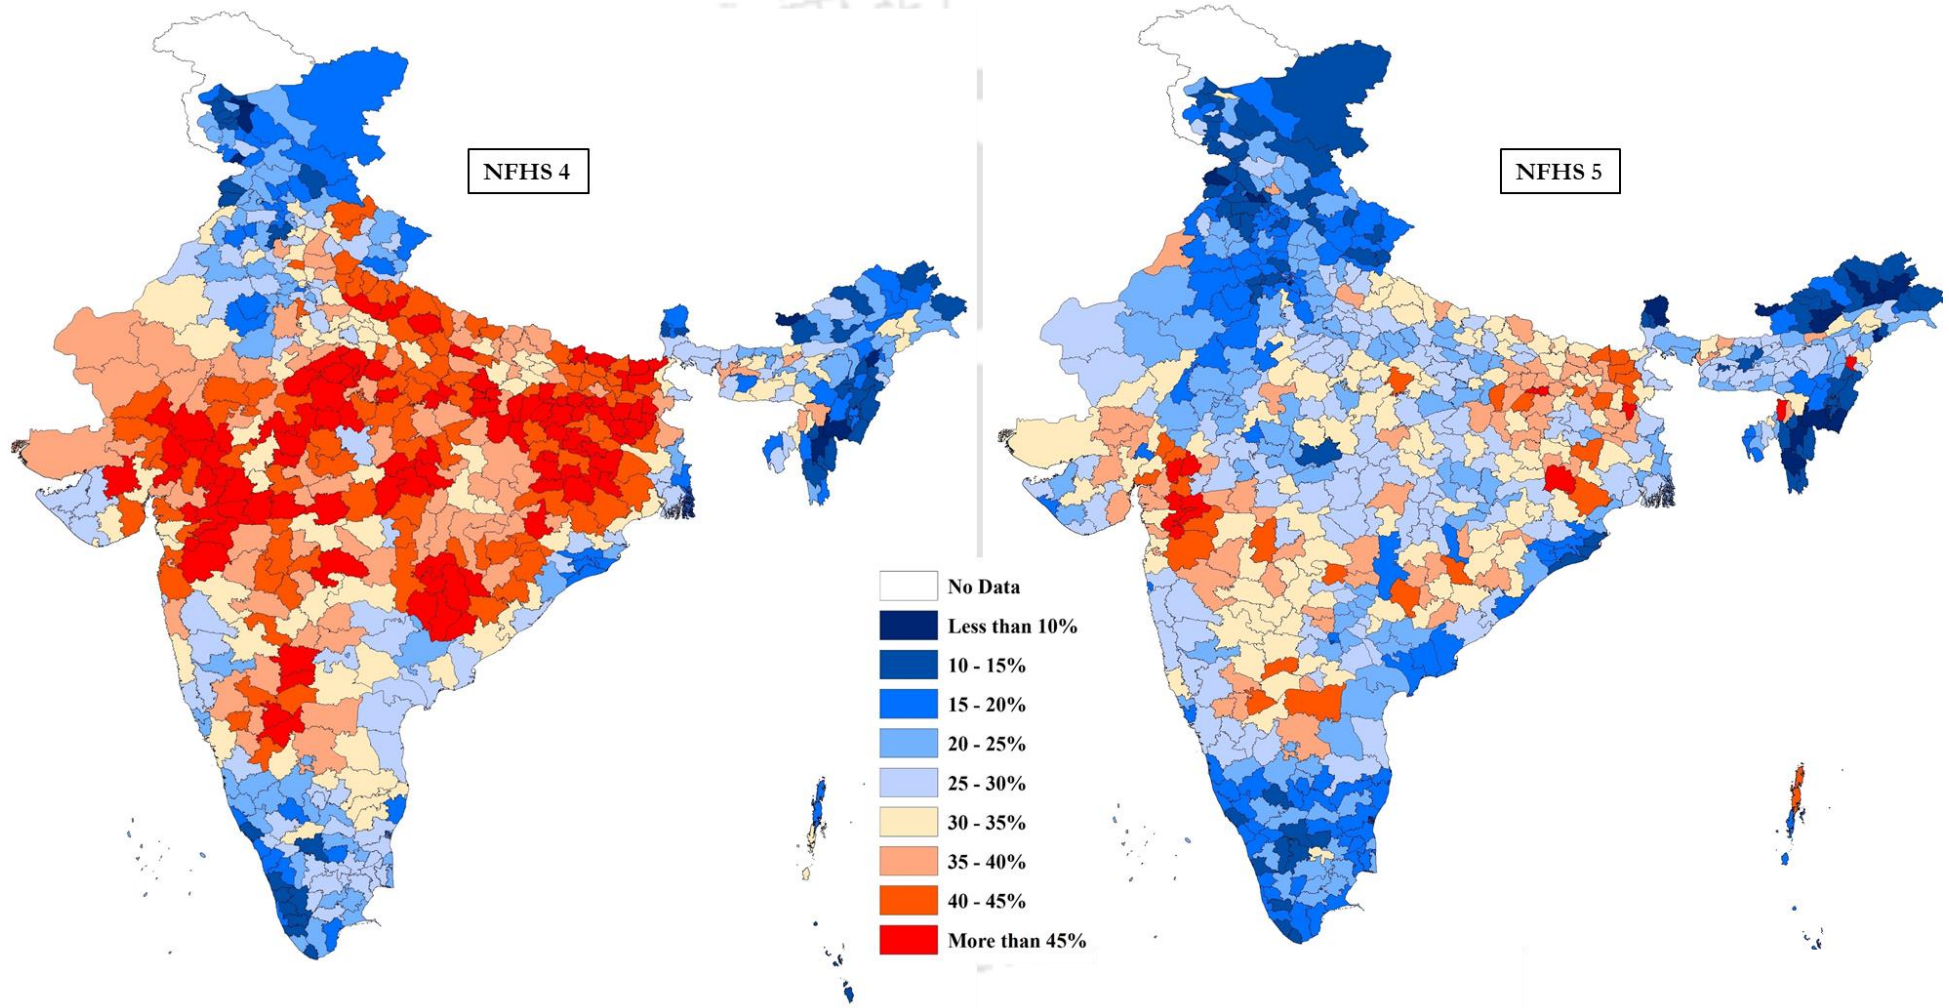 NFHS 4
NFHS 5
No Data
Less than 10%
10 - 15%
15 - 20%
20 - 25%
25 - 30%
30 - 35%
35 - 40%
40 - 45%
More than 45%